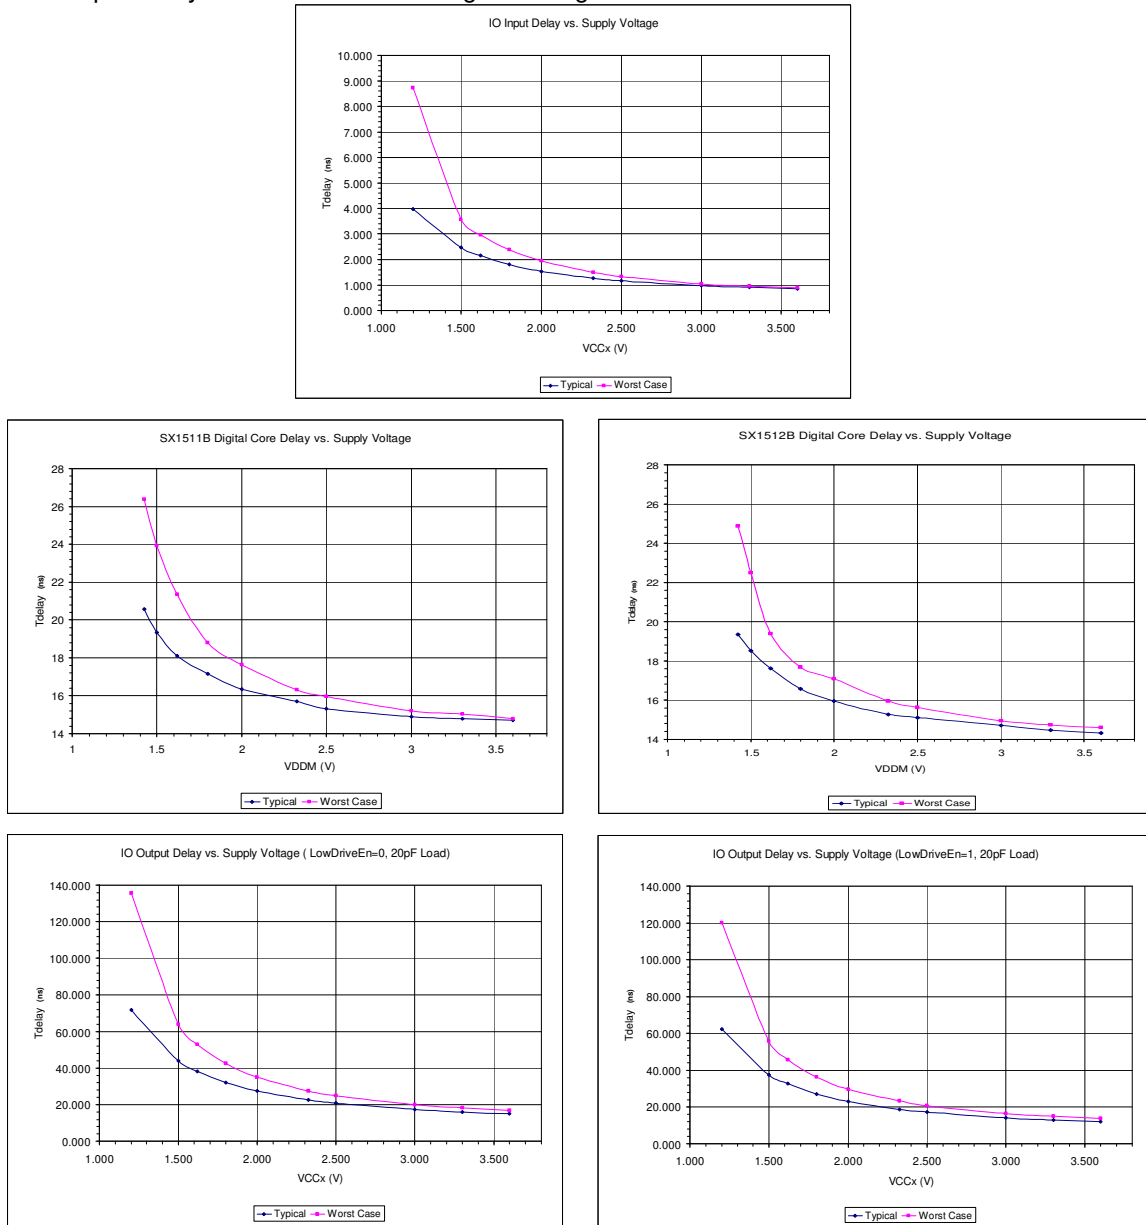 IO Input Delay vs. Supply Voltage
10.000
9.000
8.000
7.000
6.000
5.000
4.000
3.000
2.000
1.000
0.000
Tdelay (ns)
1.000 1.500 2.000 2.500 3.000 3.500
VCCx (V)
Typical Worst Case
SX1511B Digital Core Delay vs. Supply Voltage
28
26
24
22
20
18
16
14
Tdelay (ns)
1 1.5 2 2.5 3 3.5
VDDM (V)
Typical Worst Case
SX1512B Digital Core Delay vs. Supply Voltage
28
26
24
22
20
18
16
14
Tdelay (ns)
1 1.5 2 2.5 3 3.5
VDDM (V)
Typical Worst Case
IO Output Delay vs. Supply Voltage ( LowDriveEn=0, 20pF Load)
140.000
120.000
100.000
80.000
60.000
40.000
20.000
0.000
Tdelay (ns)
1.000 1.500 2.000 2.500 3.000 3.500
VCCx (V)
Typical Worst Case
IO Output Delay vs. Supply Voltage (LowDriveEn=1, 20pF Load)
140.000
120.000
100.000
80.000
60.000
40.000
20.000
0.000
Tdelay (ns)
1.000 1.500 2.000 2.500 3.000 3.500
VCCx (V)
Typical Worst Case